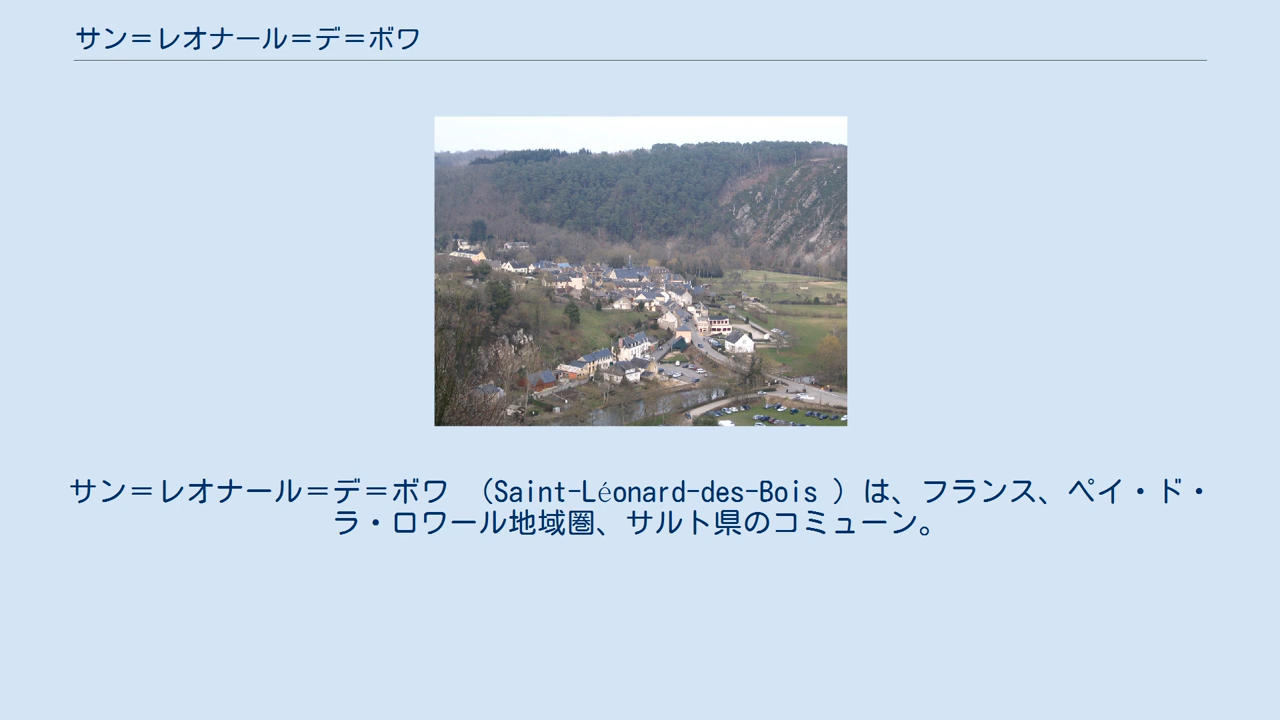 サン＝レオナール＝デ＝ボワ
サン＝レオナール＝デ＝ボワ （Saint-Léonard-des-Bois ）は、フランス、ペイ・ド・
ラ・ロワール地域圏、サルト県のコミューン。